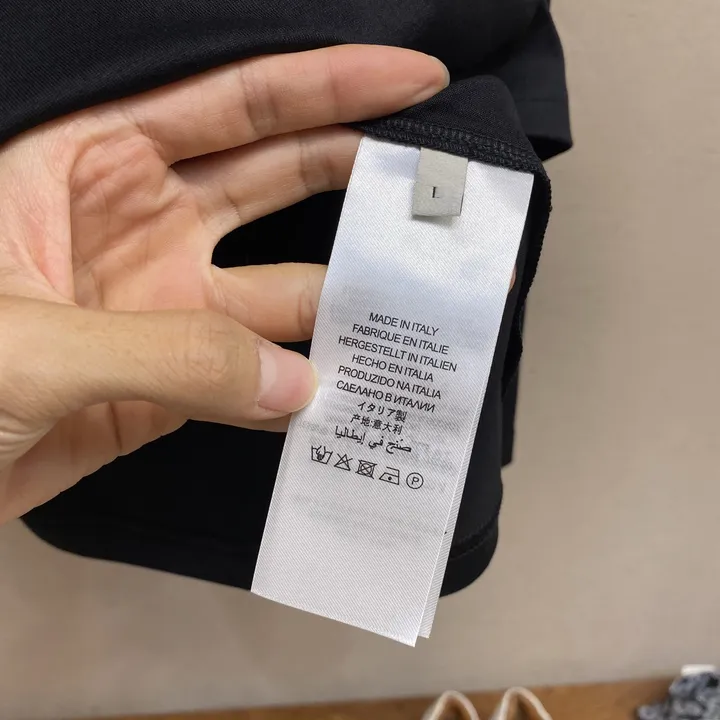 L
MADE IN ITALY
FABRIQUE EN ITALIE
HERGESTELLT IN ITALIEN
HECHO EN ITALIA
PRODUZIDO NA ITALIA
СДЕЛАНО В ИТАЛИИ
イタリア製
产地:意大利
صُنِع في إيطاليا
P